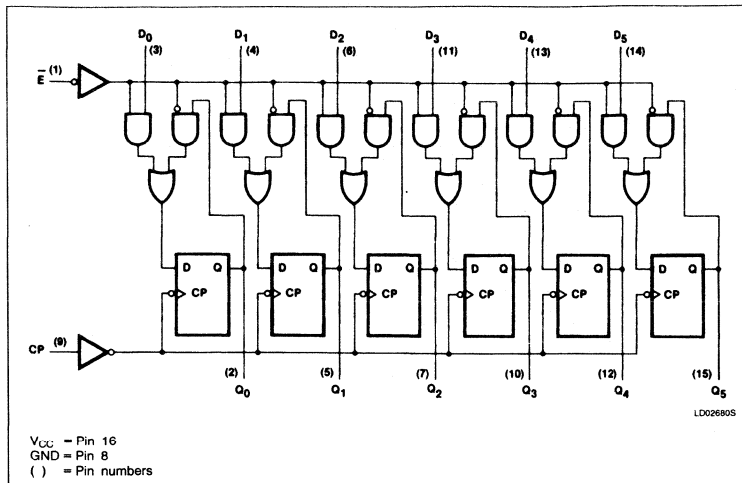 D0 D1 D2 D3 D4 D5
(3) (4) (6) (11) (13) (14)
E̅ (1)
D Q D Q D Q D Q D Q D Q
CP CP CP CP CP CP
CP (9)
(2) (5) (7) (10) (12) (15)
Q0 Q1 Q2 Q3 Q4 Q5
LD02680S
VCC = Pin 16
GND = Pin 8
( ) = Pin numbers